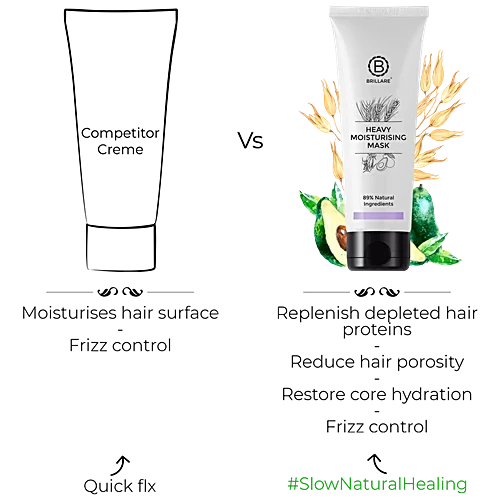 Competitor
Creme
Vs
B
BRILLARE
HEAVY
MOISTURISING
MASK
89% Natural
Ingredients
Moisturises hair surface
-
Frizz control
Quick fIx
Replenish depleted hair
proteins
-
Reduce hair porosity
-
Restore core hydration
-
Frizz control
#SlowNaturalHealing